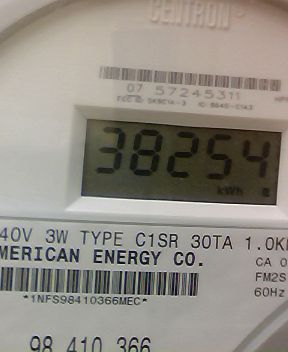 CENTRON
07 57245311
38254
kWh
40V 3W TYPE C1SR 30TA 1.0K
MERICAN ENERGY CO.
CA 0
FM2S
60Hz
*1NFS98410366MEC*
98 410 366